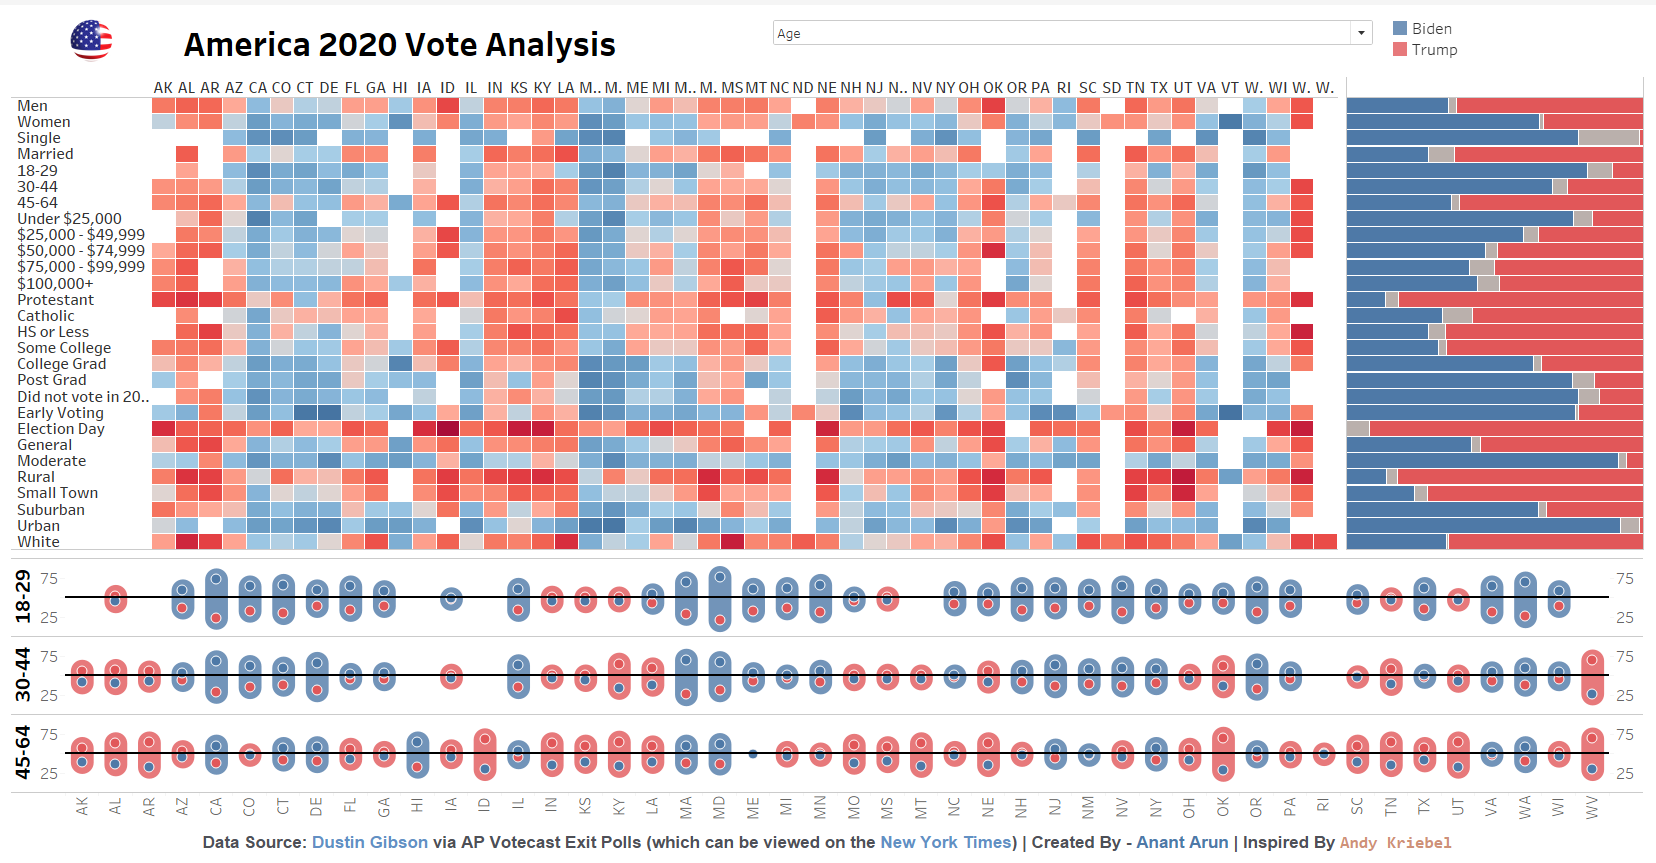 America 2020 Vote Analysis
Age
Biden
Trump
AK AL AR AZ CA CO CT DE FL GA HI IA ID IL IN KS KY LA M.. M. ME MI M.. M. MS MT NC ND NE NH NJ N.. NV NY OH OK OR PA RI SC SD TN TX UT VA VT W. WI W. W.
Men
Women
Single
Married
18-29
30-44
45-64
Under $25,000
$25,000 - $49,999
$50,000 - $74,999
$75,000 - $99,999
$100,000+
Protestant
Catholic
HS or Less
Some College
College Grad
Post Grad
Did not vote in 20..
Early Voting
Election Day
General
Moderate
Rural
Small Town
Suburban
Urban
White
18-29
75 75
25 25
30-44
75 75
25 25
45-64
75 75
25 25
AK AL AR AZ CA CO CT DE FL GA HI IA ID IL IN KS KY LA MA MD ME MI MN MO MS MT NC NE NH NJ NM NV NY OH OK OR PA RI SC TN TX UT VA WA WI WV
Data Source: Dustin Gibson via AP Votecast Exit Polls (which can be viewed on the New York Times) | Created By - Anant Arun | Inspired By Andy Kriebel